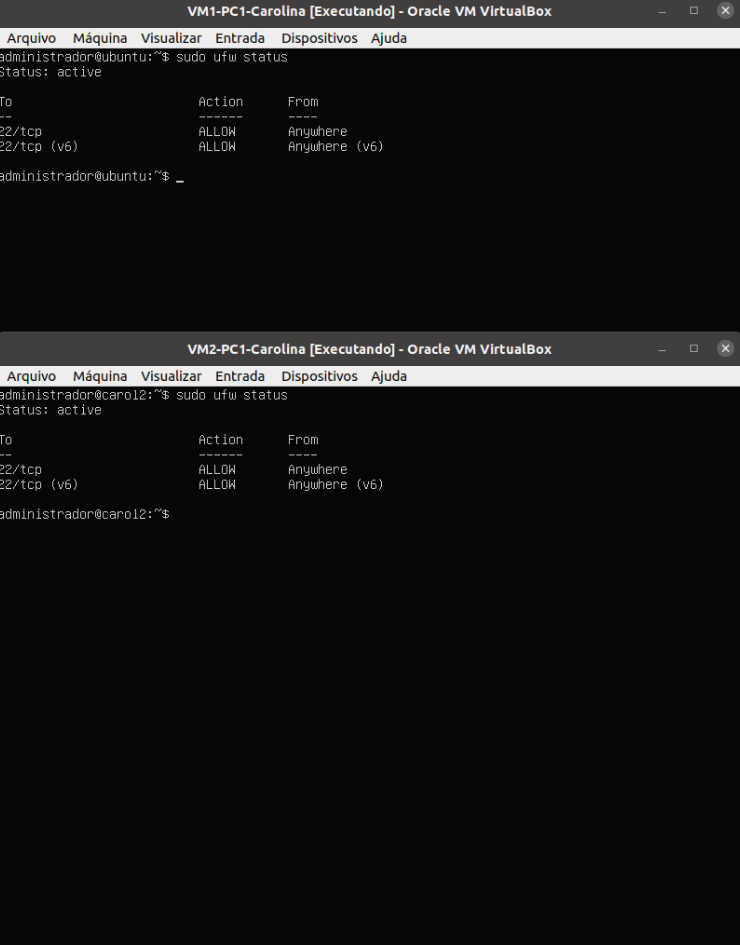 VM1-PC1-Carolina [Executando] - Oracle VM VirtualBox
Arquivo Máquina Visualizar Entrada Dispositivos Ajuda
administrador@ubuntu:~$ sudo ufw status
Status: active
To Action From
-- ------ ----
22/tcp ALLOW Anywhere
22/tcp (v6) ALLOW Anywhere (v6)
administrador@ubuntu:~$ _
VM2-PC1-Carolina [Executando] - Oracle VM VirtualBox
Arquivo Máquina Visualizar Entrada Dispositivos Ajuda
administrador@carol2:~$ sudo ufw status
Status: active
To Action From
-- ------ ----
22/tcp ALLOW Anywhere
22/tcp (v6) ALLOW Anywhere (v6)
administrador@carol2:~$